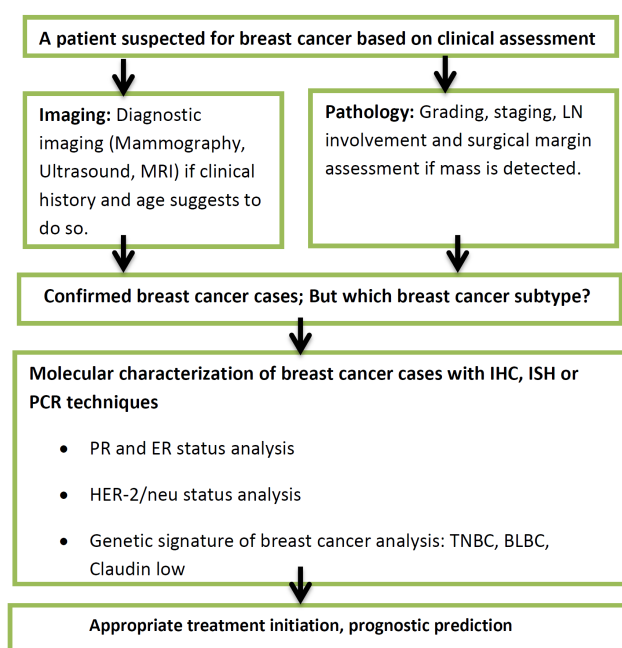 A patient suspected for breast cancer based on clinical assessment
Imaging: Diagnostic
imaging (Mammography,
Ultrasound, MRI) if clinical
history and age suggests to
do so.
Pathology: Grading, staging, LN
involvement and surgical margin
assessment if mass is detected.
Confirmed breast cancer cases; But which breast cancer subtype?
Molecular characterization of breast cancer cases with IHC, ISH or
PCR techniques
• PR and ER status analysis
• HER-2/neu status analysis
• Genetic signature of breast cancer analysis: TNBC, BLBC,
Claudin low
Appropriate treatment initiation, prognostic prediction